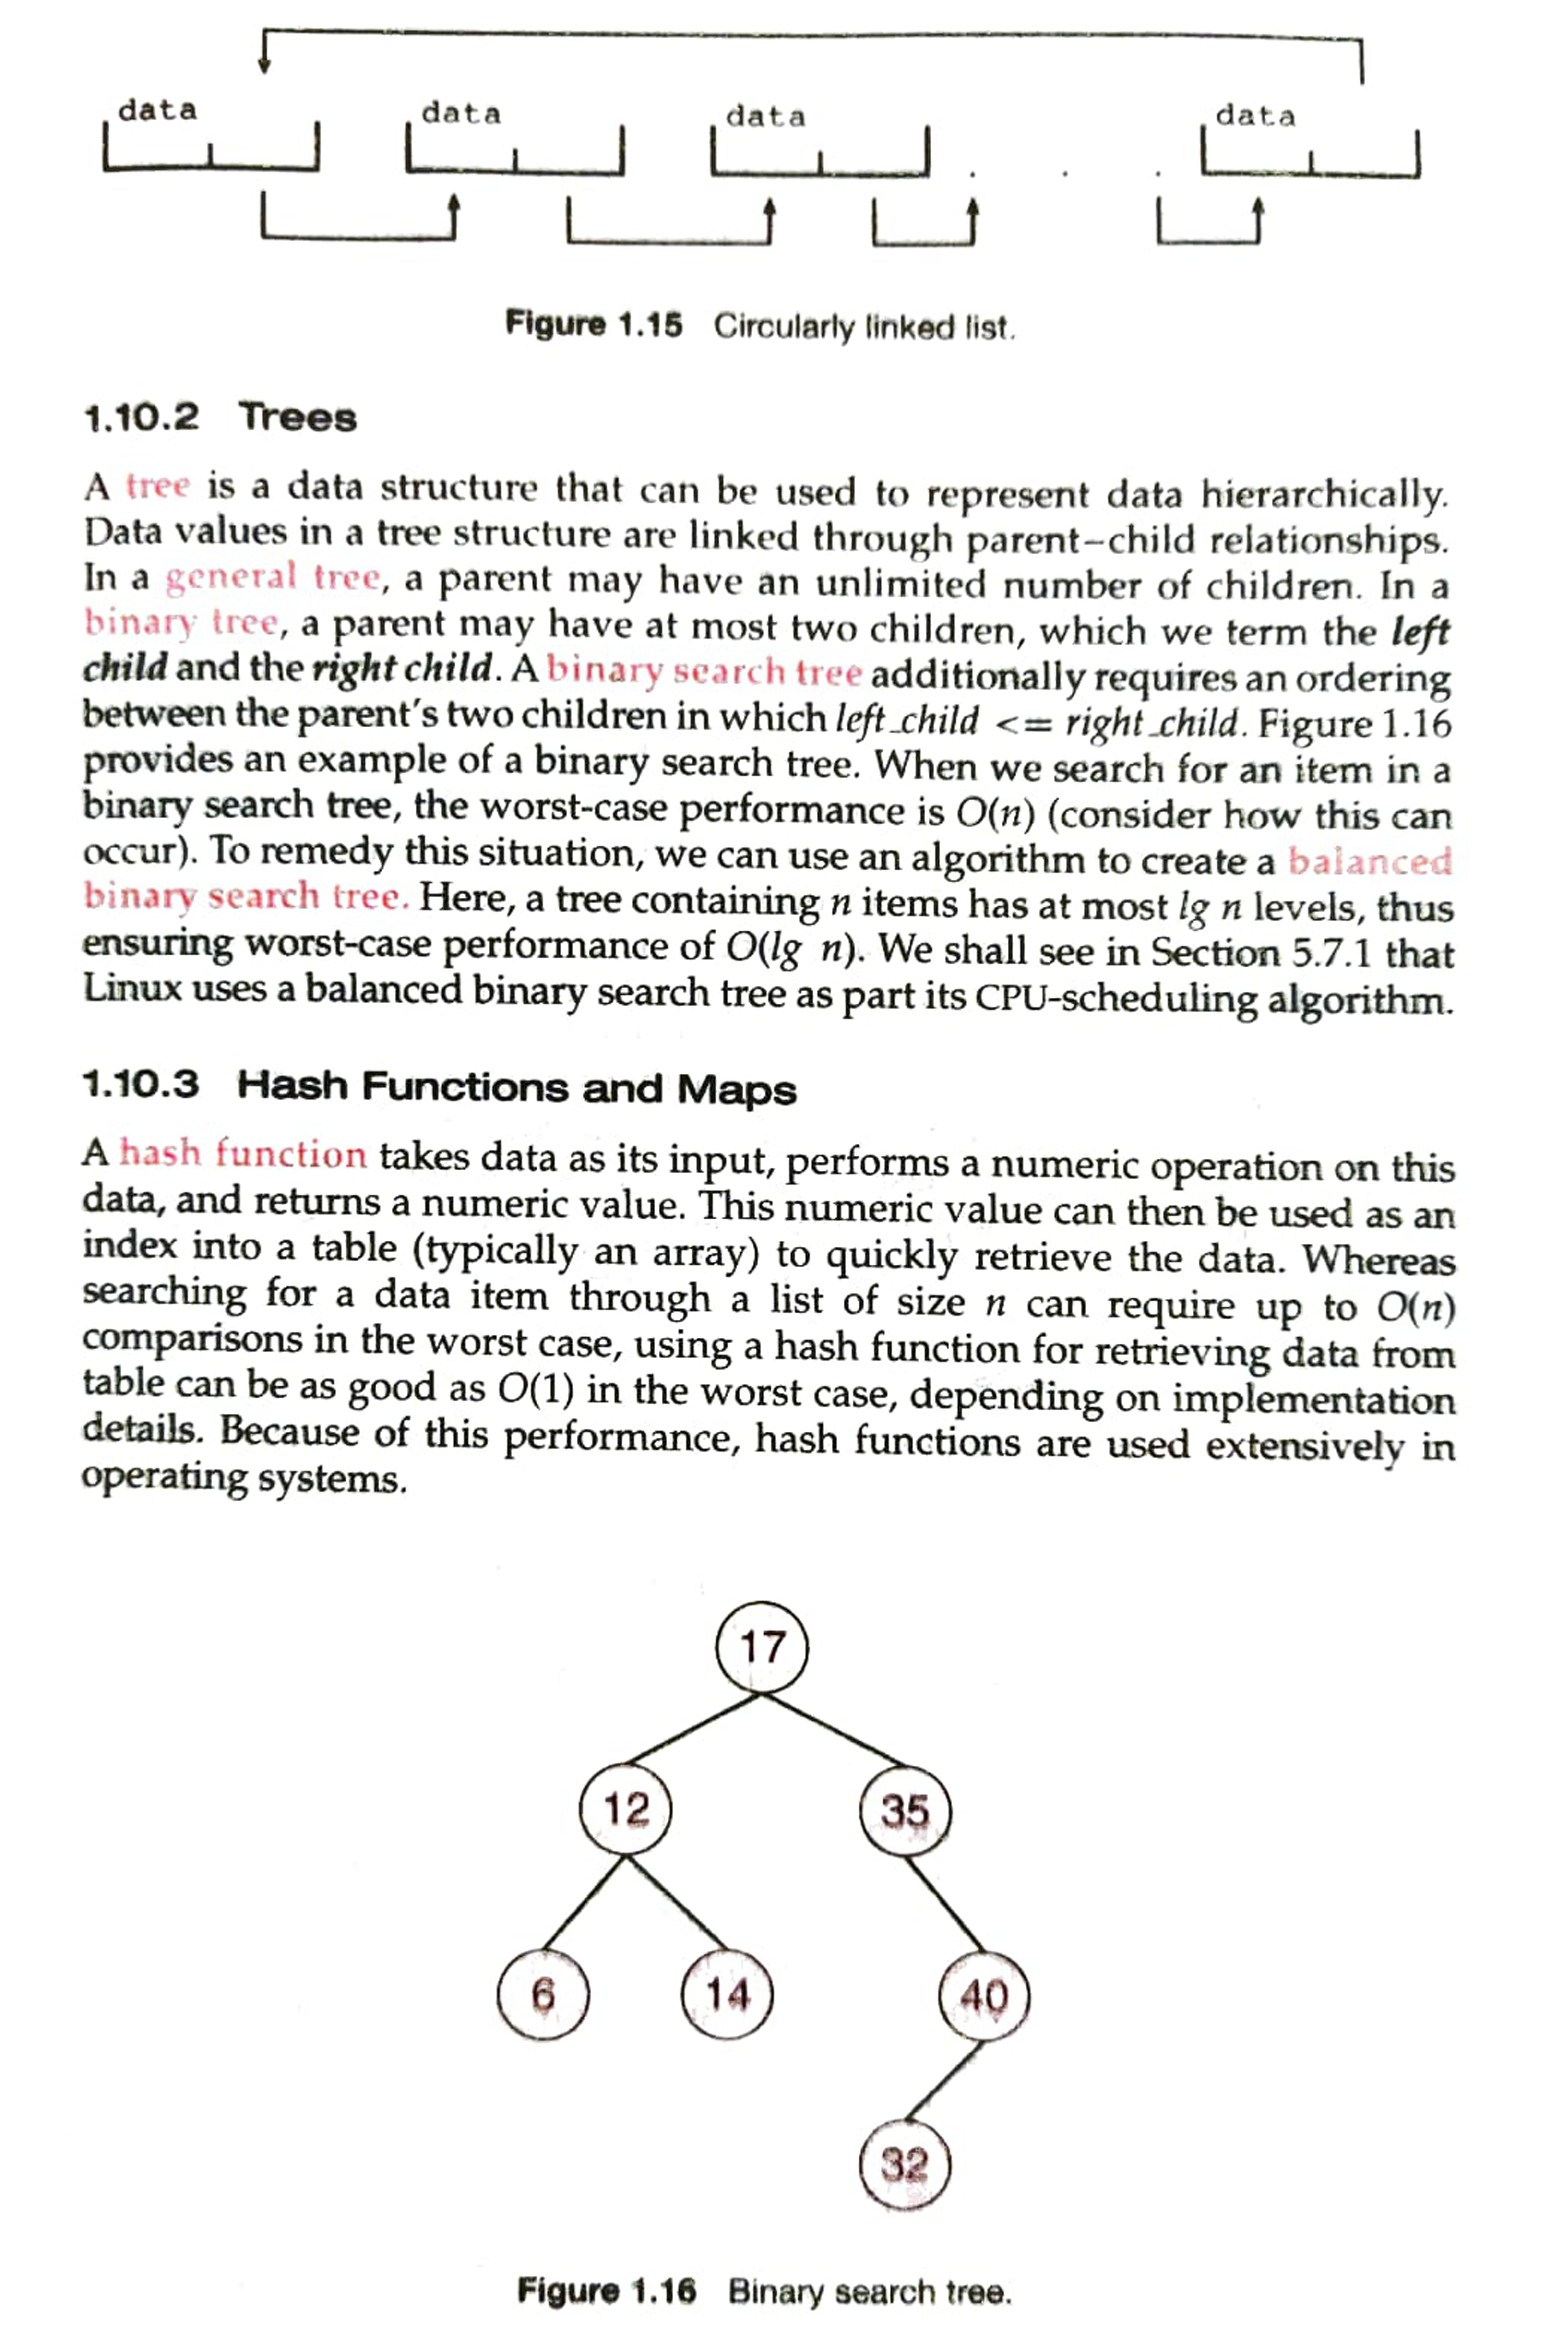 data data data data
. . .
Figure 1.15 Circularly linked list.
1.10.2 Trees
A tree is a data structure that can be used to represent data hierarchically.
Data values in a tree structure are linked through parent–child relationships.
In a general tree, a parent may have an unlimited number of children. In a
binary tree, a parent may have at most two children, which we term the left
child and the right child. A binary search tree additionally requires an ordering
between the parent's two children in which left_child <= right_child. Figure 1.16
provides an example of a binary search tree. When we search for an item in a
binary search tree, the worst-case performance is O(n) (consider how this can
occur). To remedy this situation, we can use an algorithm to create a balanced
binary search tree. Here, a tree containing n items has at most lg n levels, thus
ensuring worst-case performance of O(lg n). We shall see in Section 5.7.1 that
Linux uses a balanced binary search tree as part its CPU-scheduling algorithm.
1.10.3 Hash Functions and Maps
A hash function takes data as its input, performs a numeric operation on this
data, and returns a numeric value. This numeric value can then be used as an
index into a table (typically an array) to quickly retrieve the data. Whereas
searching for a data item through a list of size n can require up to O(n)
comparisons in the worst case, using a hash function for retrieving data from
table can be as good as O(1) in the worst case, depending on implementation
details. Because of this performance, hash functions are used extensively in
operating systems.
17
12 35
6 14 40
32
Figure 1.16 Binary search tree.